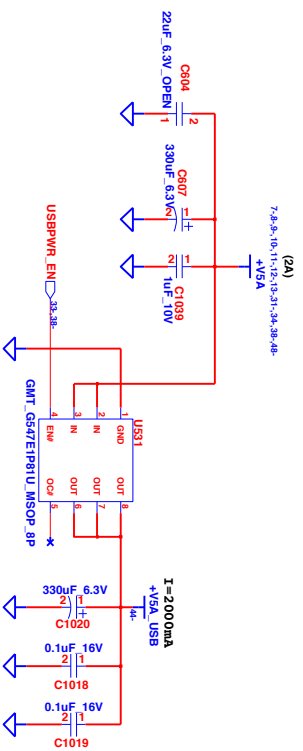 7-,8-,9-,10-,11-,12-,13-,31-,34-,38-,48-
(2A)
+V5A
C604
22uF_6.3V_OPEN
1 2
C607
330uF_6.3V
2 1
+
C1039
1uF_10V
2 1
USBPWR_EN
33-,38-
U531
GMT_G547E1P81U_MSOP_8P
1 GND
2 IN
3 IN
4 EN#
OUT 8
OUT 7
OUT 6
OC# 5
I=2000mA
+V5A_USB
44-
330uF_6.3V
2 1
+
C1020
0.1uF_16V
2 1
C1018
0.1uF_16V
2 1
C1019